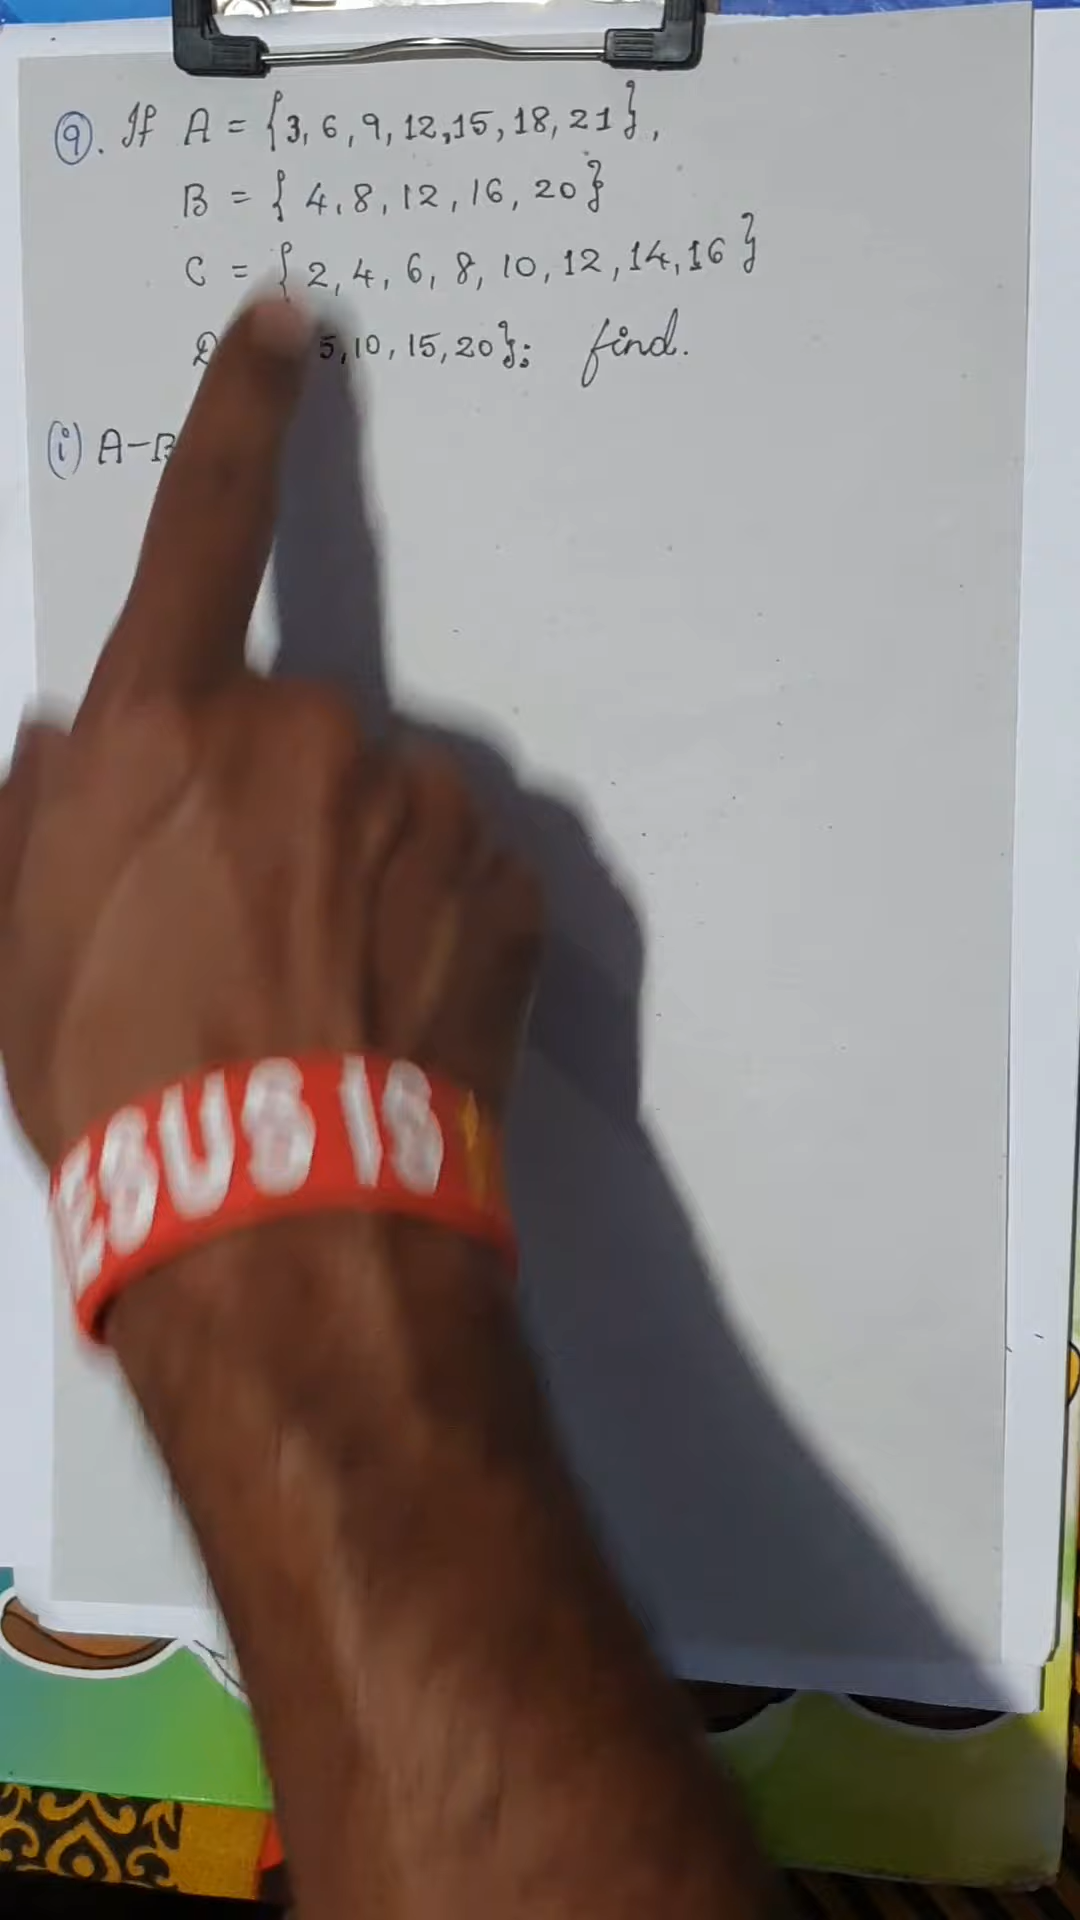 9. If A = {3, 6, 9, 12, 15, 18, 21},
B = { 4, 8, 12, 16, 20}
C = { 2, 4, 6, 8, 10, 12, 14, 16 }
D 5, 10, 15, 20}; find.
(i) A-B
ESUS IS